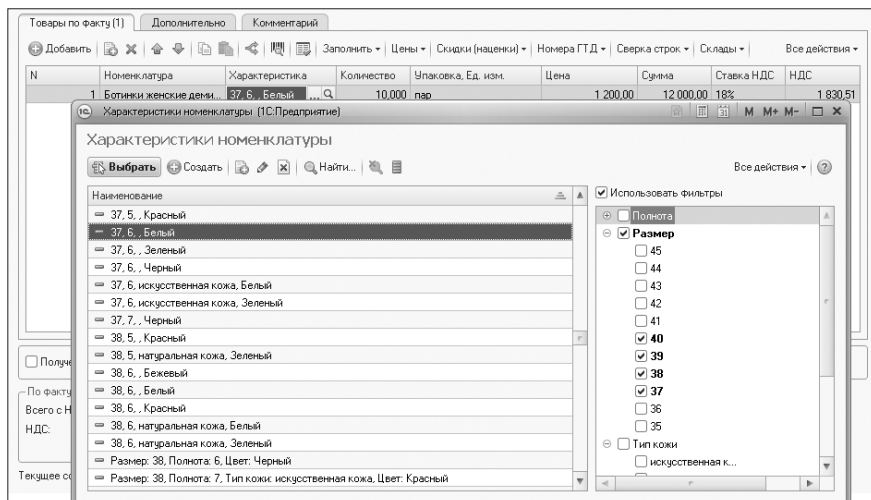 Товары по факту (1) Дополнительно Комментарий
Добавить Заполнить Цены Скидки (наценки) Номера ГТД Сверка строк Склады Все действия
N Номенклатура Характеристика Количество Упаковка, Ед. изм. Цена Сумма Ставка НДС НДС
1 Ботинки женские деми... 37, 6, , Белый ... 10,000 пар 1 200,00 12 000,00 18% 1 830,51
1С Характеристики номенклатуры (1С:Предприятие) M M+ M-
Характеристики номенклатуры
Выбрать Создать Найти... Все действия ?
Наименование
37, 5, , Красный
37, 6, , Белый
37, 6, , Зеленый
37, 6, , Черный
37, 6, искусственная кожа, Белый
37, 6, искусственная кожа, Зеленый
37, 7, , Черный
38, 5, , Красный
38, 5, натуральная кожа, Зеленый
38, 6, , Бежевый
38, 6, , Белый
38, 6, , Красный
38, 6, натуральная кожа, Белый
38, 6, натуральная кожа, Зеленый
Размер: 38, Полнота: 6, Цвет: Черный
Размер: 38, Полнота: 7, Тип кожи: искусственная кожа, Цвет: Красный
Использовать фильтры
Полнота
Размер
45
44
43
42
41
40
39
38
37
36
35
Тип кожи
искусственная к...
Получе
По факту
Всего с Н
НДС:
Текущее со